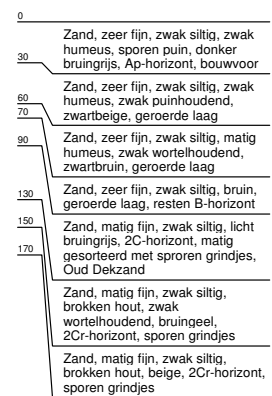 0
Zand, zeer fijn, zwak siltig, zwak
humeus, sporen puin, donker
bruingrijs, Ap-horizont, bouwvoor
30
Zand, zeer fijn, zwak siltig, zwak
humeus, zwak puinhoudend,
zwartbeige, geroerde laag
60
70
Zand, zeer fijn, zwak siltig, matig
humeus, zwak wortelhoudend,
zwartbruin, geroerde laag
90
Zand, zeer fijn, zwak siltig, bruin,
geroerde laag, resten B-horizont
130
Zand, matig fijn, zwak siltig, licht
bruingrijs, 2C-horizont, matig
gesorteerd met sproren grindjes,
Oud Dekzand
150
170
Zand, matig fijn, zwak siltig,
brokken hout, zwak
wortelhoudend, bruingeel,
2Cr-horizont, sporen grindjes
Zand, matig fijn, zwak siltig,
brokken hout, beige, 2Cr-horizont,
sporen grindjes